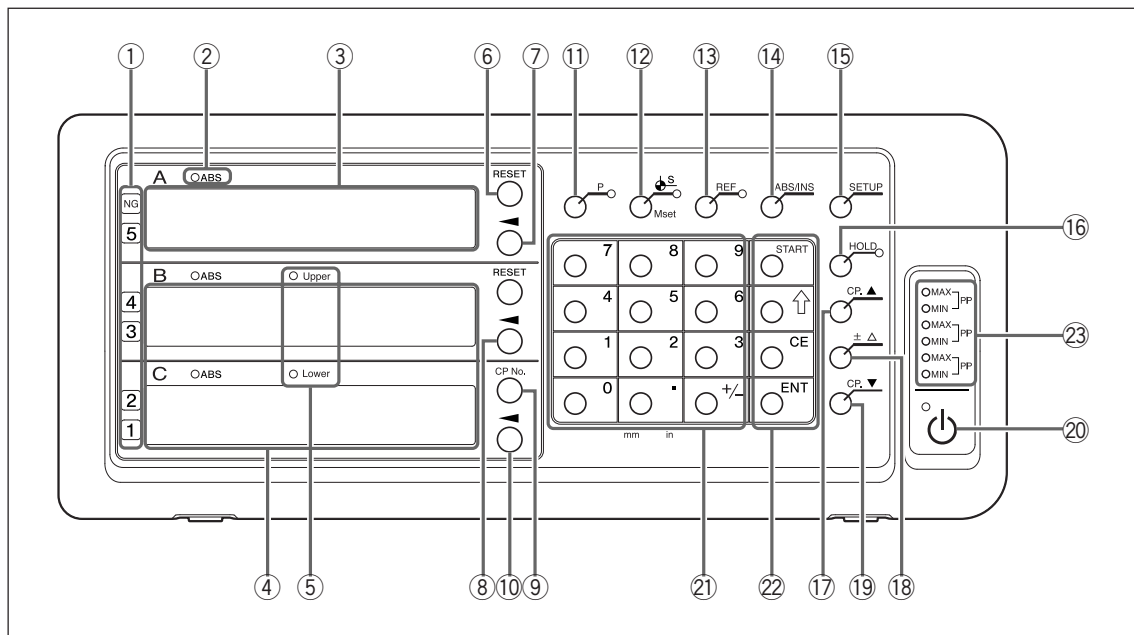 ① ② ③ ⑥ ⑦ ⑪ ⑫ ⑬ ⑭ ⑮
A ABS RESET
P S Mset REF ABS/INS SETUP
NG
5
⑯
HOLD
7 8 9 START
B ABS Upper RESET
4 5 6
CP. ▲
4
3
MAX MIN PP
MAX MIN PP
MAX MIN PP
㉓
1 2 3 CE
± △
C ABS Lower CP No.
0 . +/- ENT
CP. ▼
2
1
mm in
⑳
④ ⑤ ⑧ ⑩ ⑨ ㉑ ㉒ ⑰ ⑲ ⑱